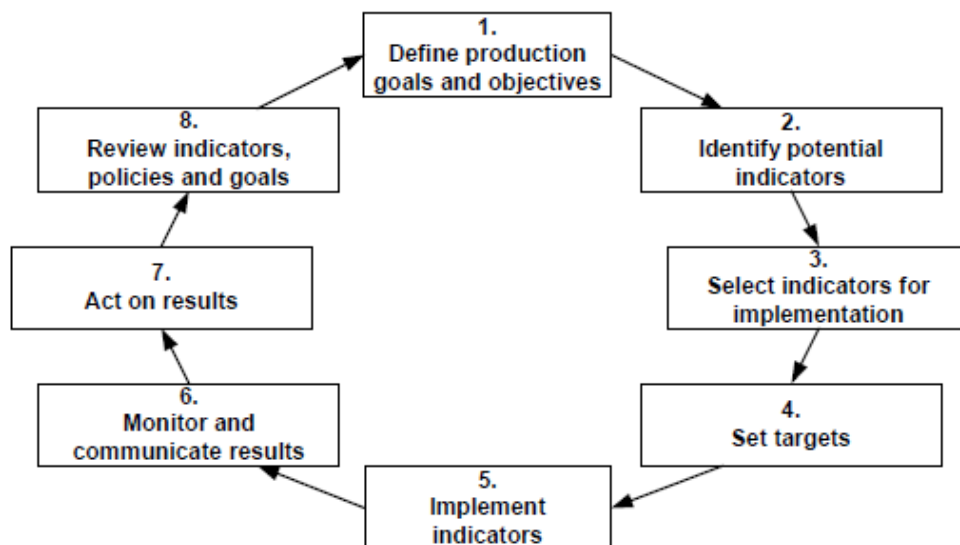 1.
Define production
goals and objectives
2.
Identify potential
indicators
3.
Select indicators for
implementation
4.
Set targets
5.
Implement
indicators
6.
Monitor and
communicate results
7.
Act on results
8.
Review indicators,
policies and goals